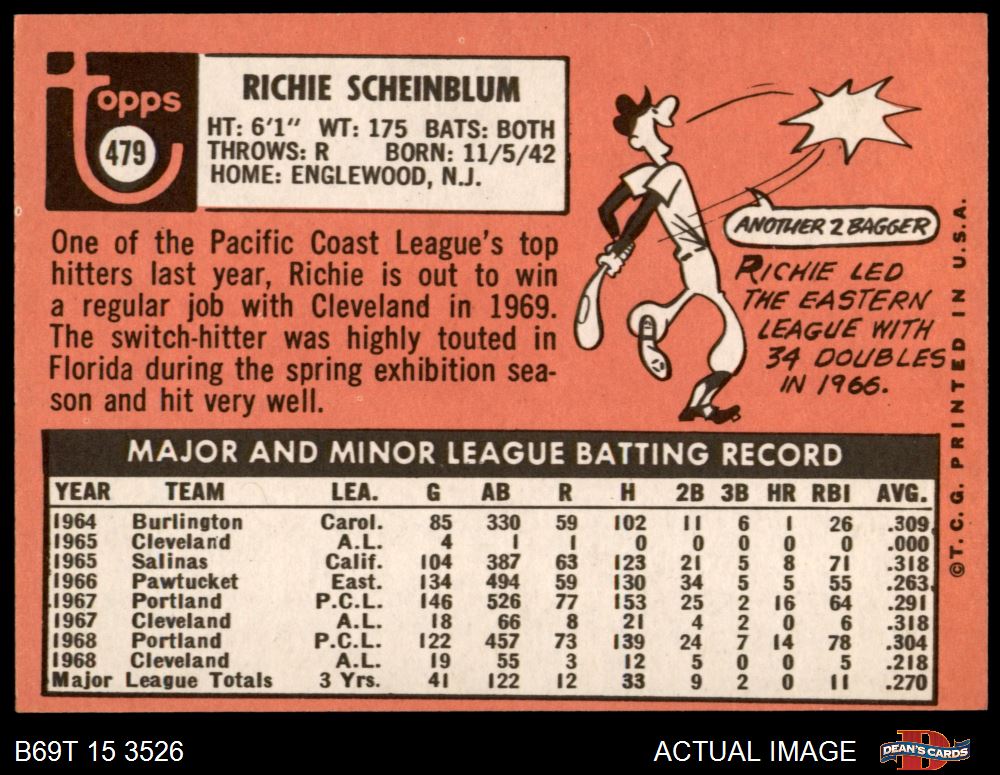 Topps
479
RICHIE SCHEINBLUM
HT: 6'1" WT: 175 BATS: BOTH
THROWS: R BORN: 11/5/42
HOME: ENGLEWOOD, N.J.
One of the Pacific Coast League's top
hitters last year, Richie is out to win
a regular job with Cleveland in 1969.
The switch-hitter was highly touted in
Florida during the spring exhibition sea-
son and hit very well.
ANOTHER 2 BAGGER
RICHIE LED
THE EASTERN
LEAGUE WITH
34 DOUBLES
IN 1966.
©T. C. G. PRINTED IN U.S.A.
MAJOR AND MINOR LEAGUE BATTING RECORD
YEAR TEAM LEA. G AB R H 2B 3B HR RBI AVG.
1964 Burlington Carol. 85 330 59 102 11 6 1 26 .309
1965 Cleveland A.L. 4 1 1 0 0 0 0 0 .000
1965 Salinas Calif. 104 387 63 123 21 5 8 71 .318
1966 Pawtucket East. 134 494 59 130 34 5 5 55 .263
1967 Portland P.C.L. 146 526 77 153 25 2 16 64 .291
1967 Cleveland A.L. 18 66 8 21 4 2 0 6 .318
1968 Portland P.C.L. 122 457 73 139 24 7 14 78 .304
1968 Cleveland A.L. 19 55 3 12 5 0 0 5 .218
Major League Totals 3 Yrs. 41 122 12 33 9 2 0 11 .270
B69T 15 3526
ACTUAL IMAGE
D
DEAN'S CARDS